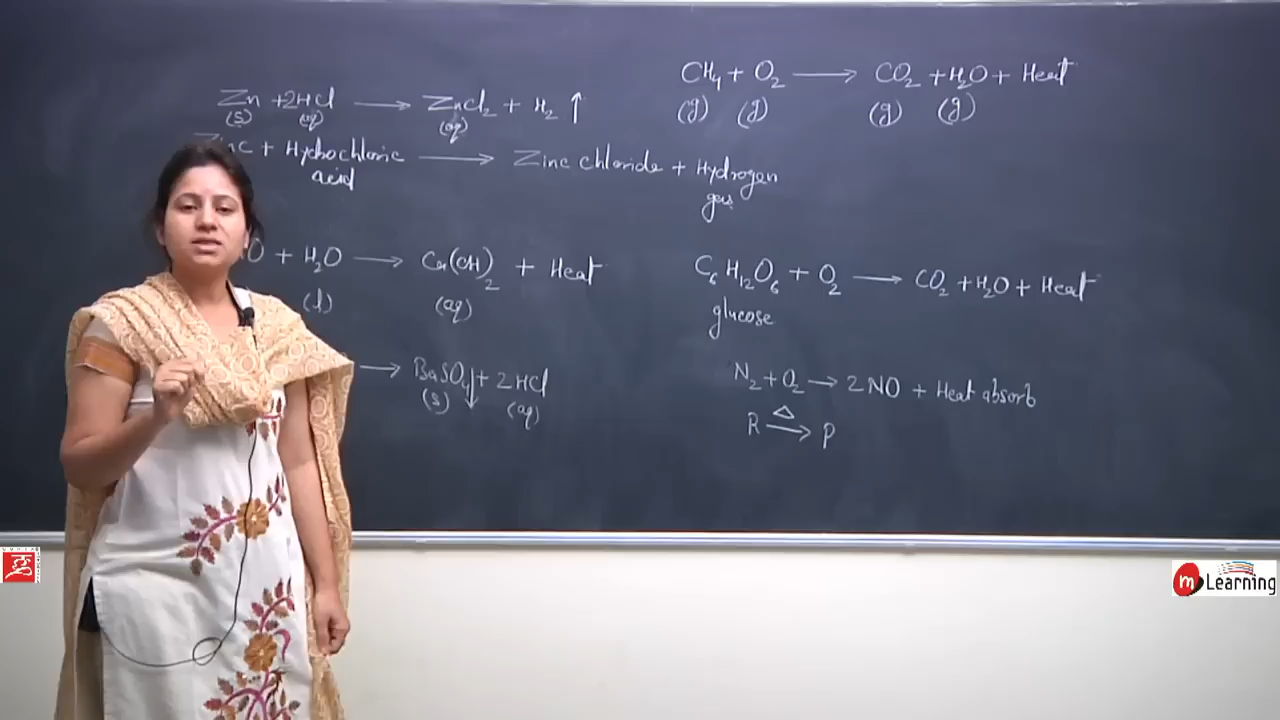 Zn + 2HCl ⟶ ZnCl₂ + H₂ ↑
(s) (aq) (aq)
Zinc + Hydrochloric acid ⟶ Zinc chloride + Hydrogen gas
O + H₂O ⟶ Ca(OH)₂ + Heat
(l) (aq)
⟶ BaSO₄↓ + 2HCl
(s) (aq)
CH₄ + O₂ ⟶ CO₂ + H₂O + Heat
(g) (g) (g) (g)
C₆H₁₂O₆ + O₂ ⟶ CO₂ + H₂O + Heat
glucose
N₂ + O₂ ⟶ 2NO + Heat absorb
△
R ⟶ P
m Learning